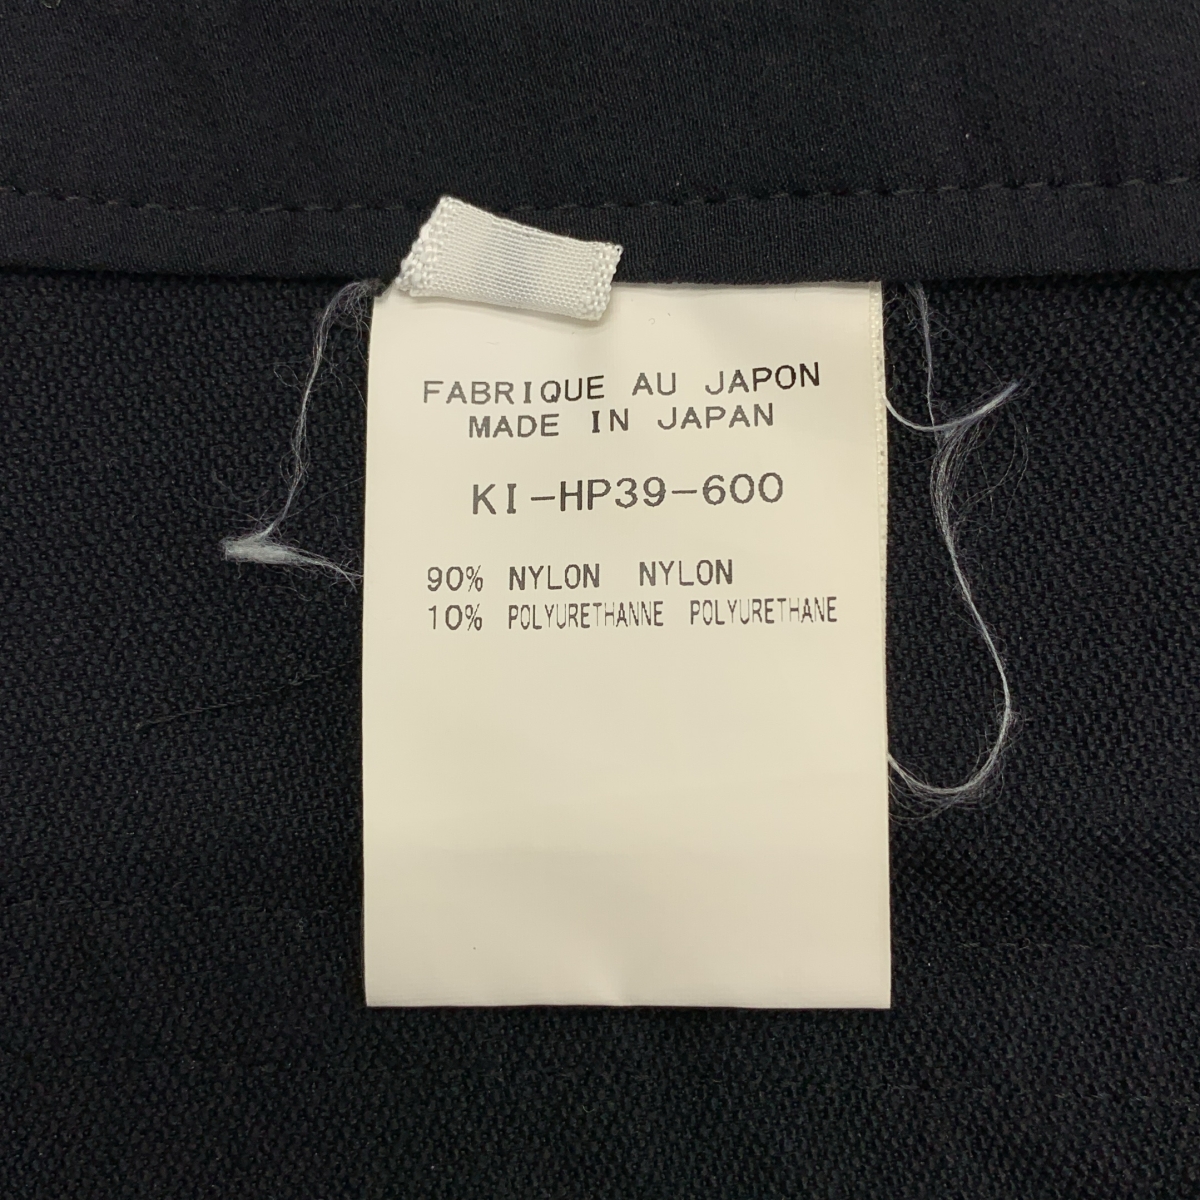 FABRIQUE AU JAPON
MADE IN JAPAN
KI-HP39-600
90% NYLON NYLON
10% POLYURETHANNE POLYURETHANE